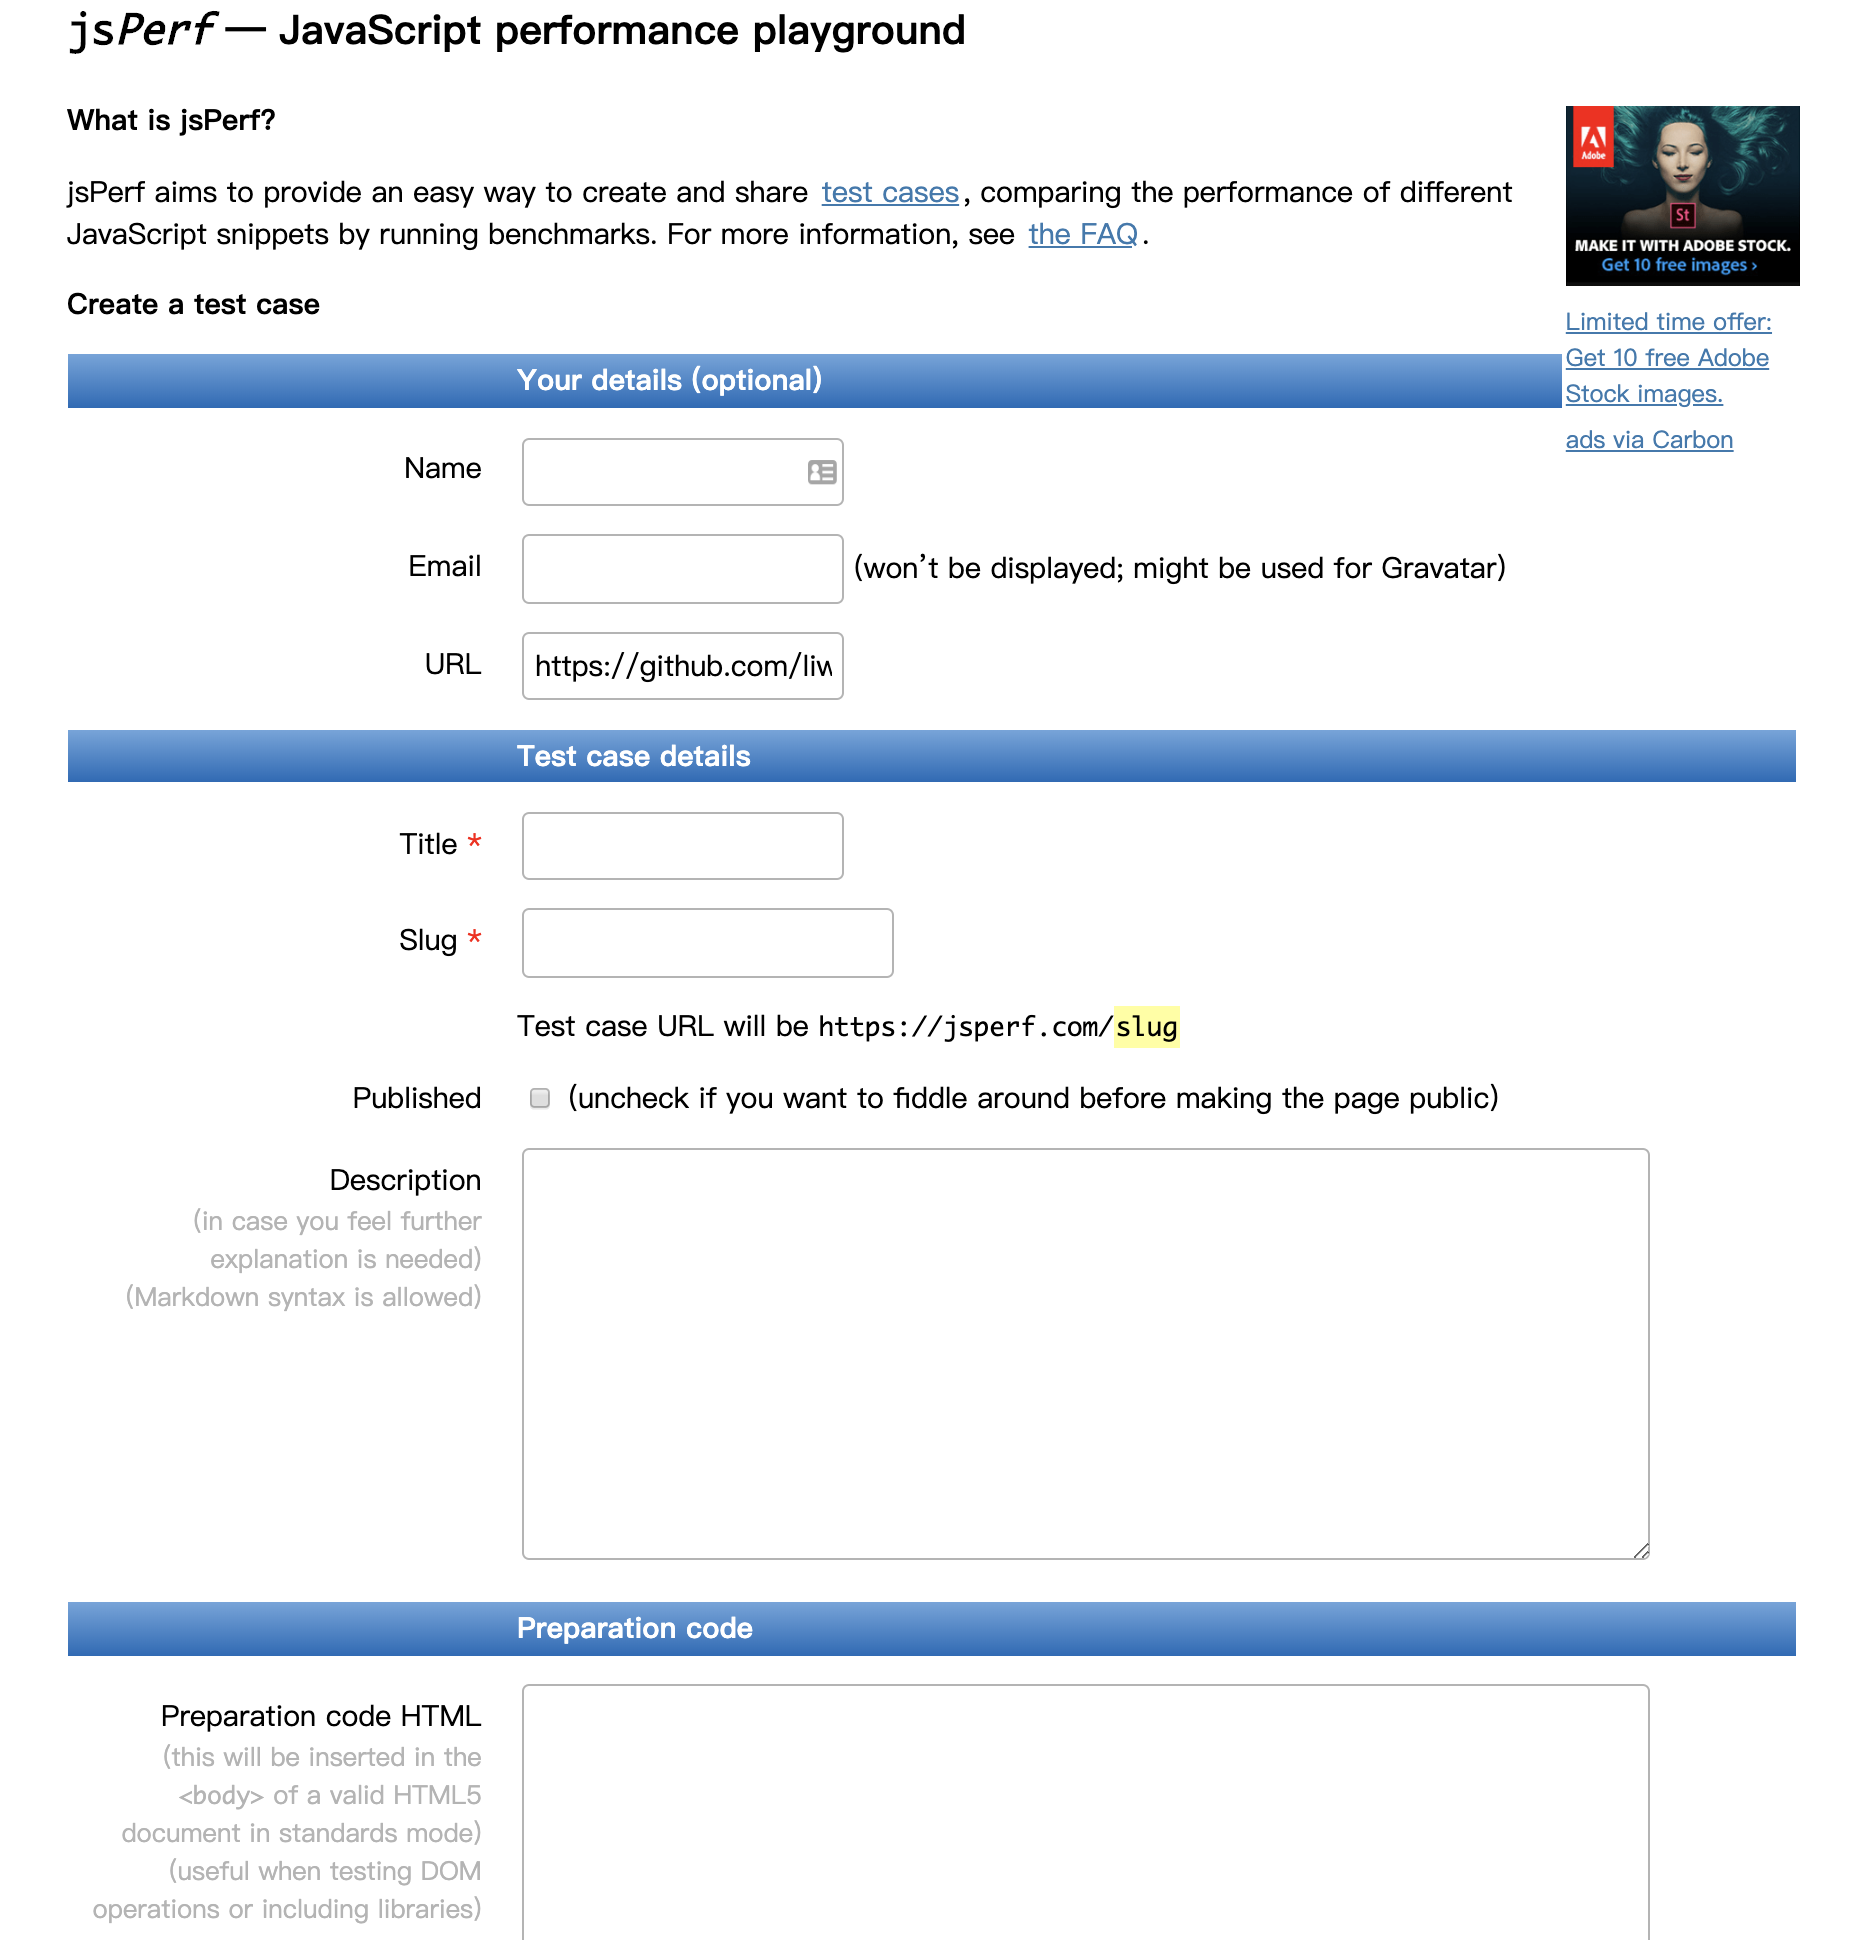 jsPerf — JavaScript performance playground
What is jsPerf?
jsPerf aims to provide an easy way to create and share test cases, comparing the performance of different
JavaScript snippets by running benchmarks. For more information, see the FAQ.
Adobe
St
MAKE IT WITH ADOBE STOCK.
Get 10 free images ›
Limited time offer:
Get 10 free Adobe
Stock images.
ads via Carbon
Create a test case
Your details (optional)
Name
Email
(won’t be displayed; might be used for Gravatar)
URL
https://github.com/liw
Test case details
Title *
Slug *
Test case URL will be https://jsperf.com/slug
Published
(uncheck if you want to fiddle around before making the page public)
Description
(in case you feel further
explanation is needed)
(Markdown syntax is allowed)
Preparation code
Preparation code HTML
(this will be inserted in the
<body> of a valid HTML5
document in standards mode)
(useful when testing DOM
operations or including libraries)